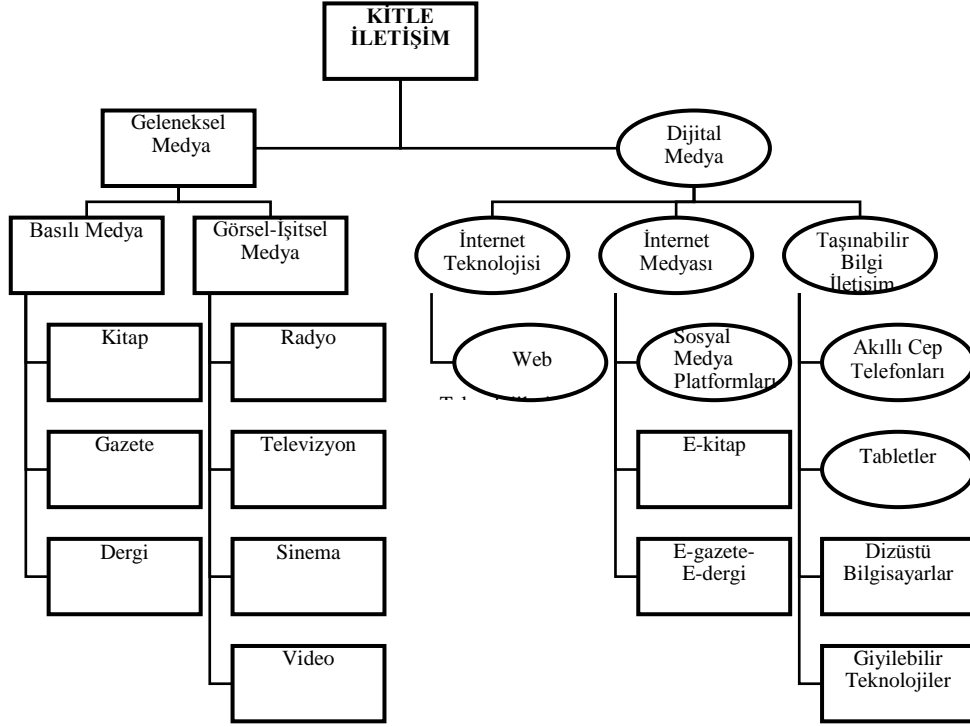 KİTLE
İLETİŞİM
Geleneksel
Medya
Dijital
Medya
Basılı Medya
Görsel-İşitsel
Medya
İnternet
Teknolojisi
İnternet
Medyası
Taşınabilir
Bilgi
İletişim
Kitap
Radyo
Web
Sosyal
Medya
Platformları
Akıllı Cep
Telefonları
Gazete
Televizyon
E-kitap
Tabletler
Dergi
Sinema
E-gazete-
E-dergi
Dizüstü
Bilgisayarlar
Video
Giyilebilir
Teknolojiler